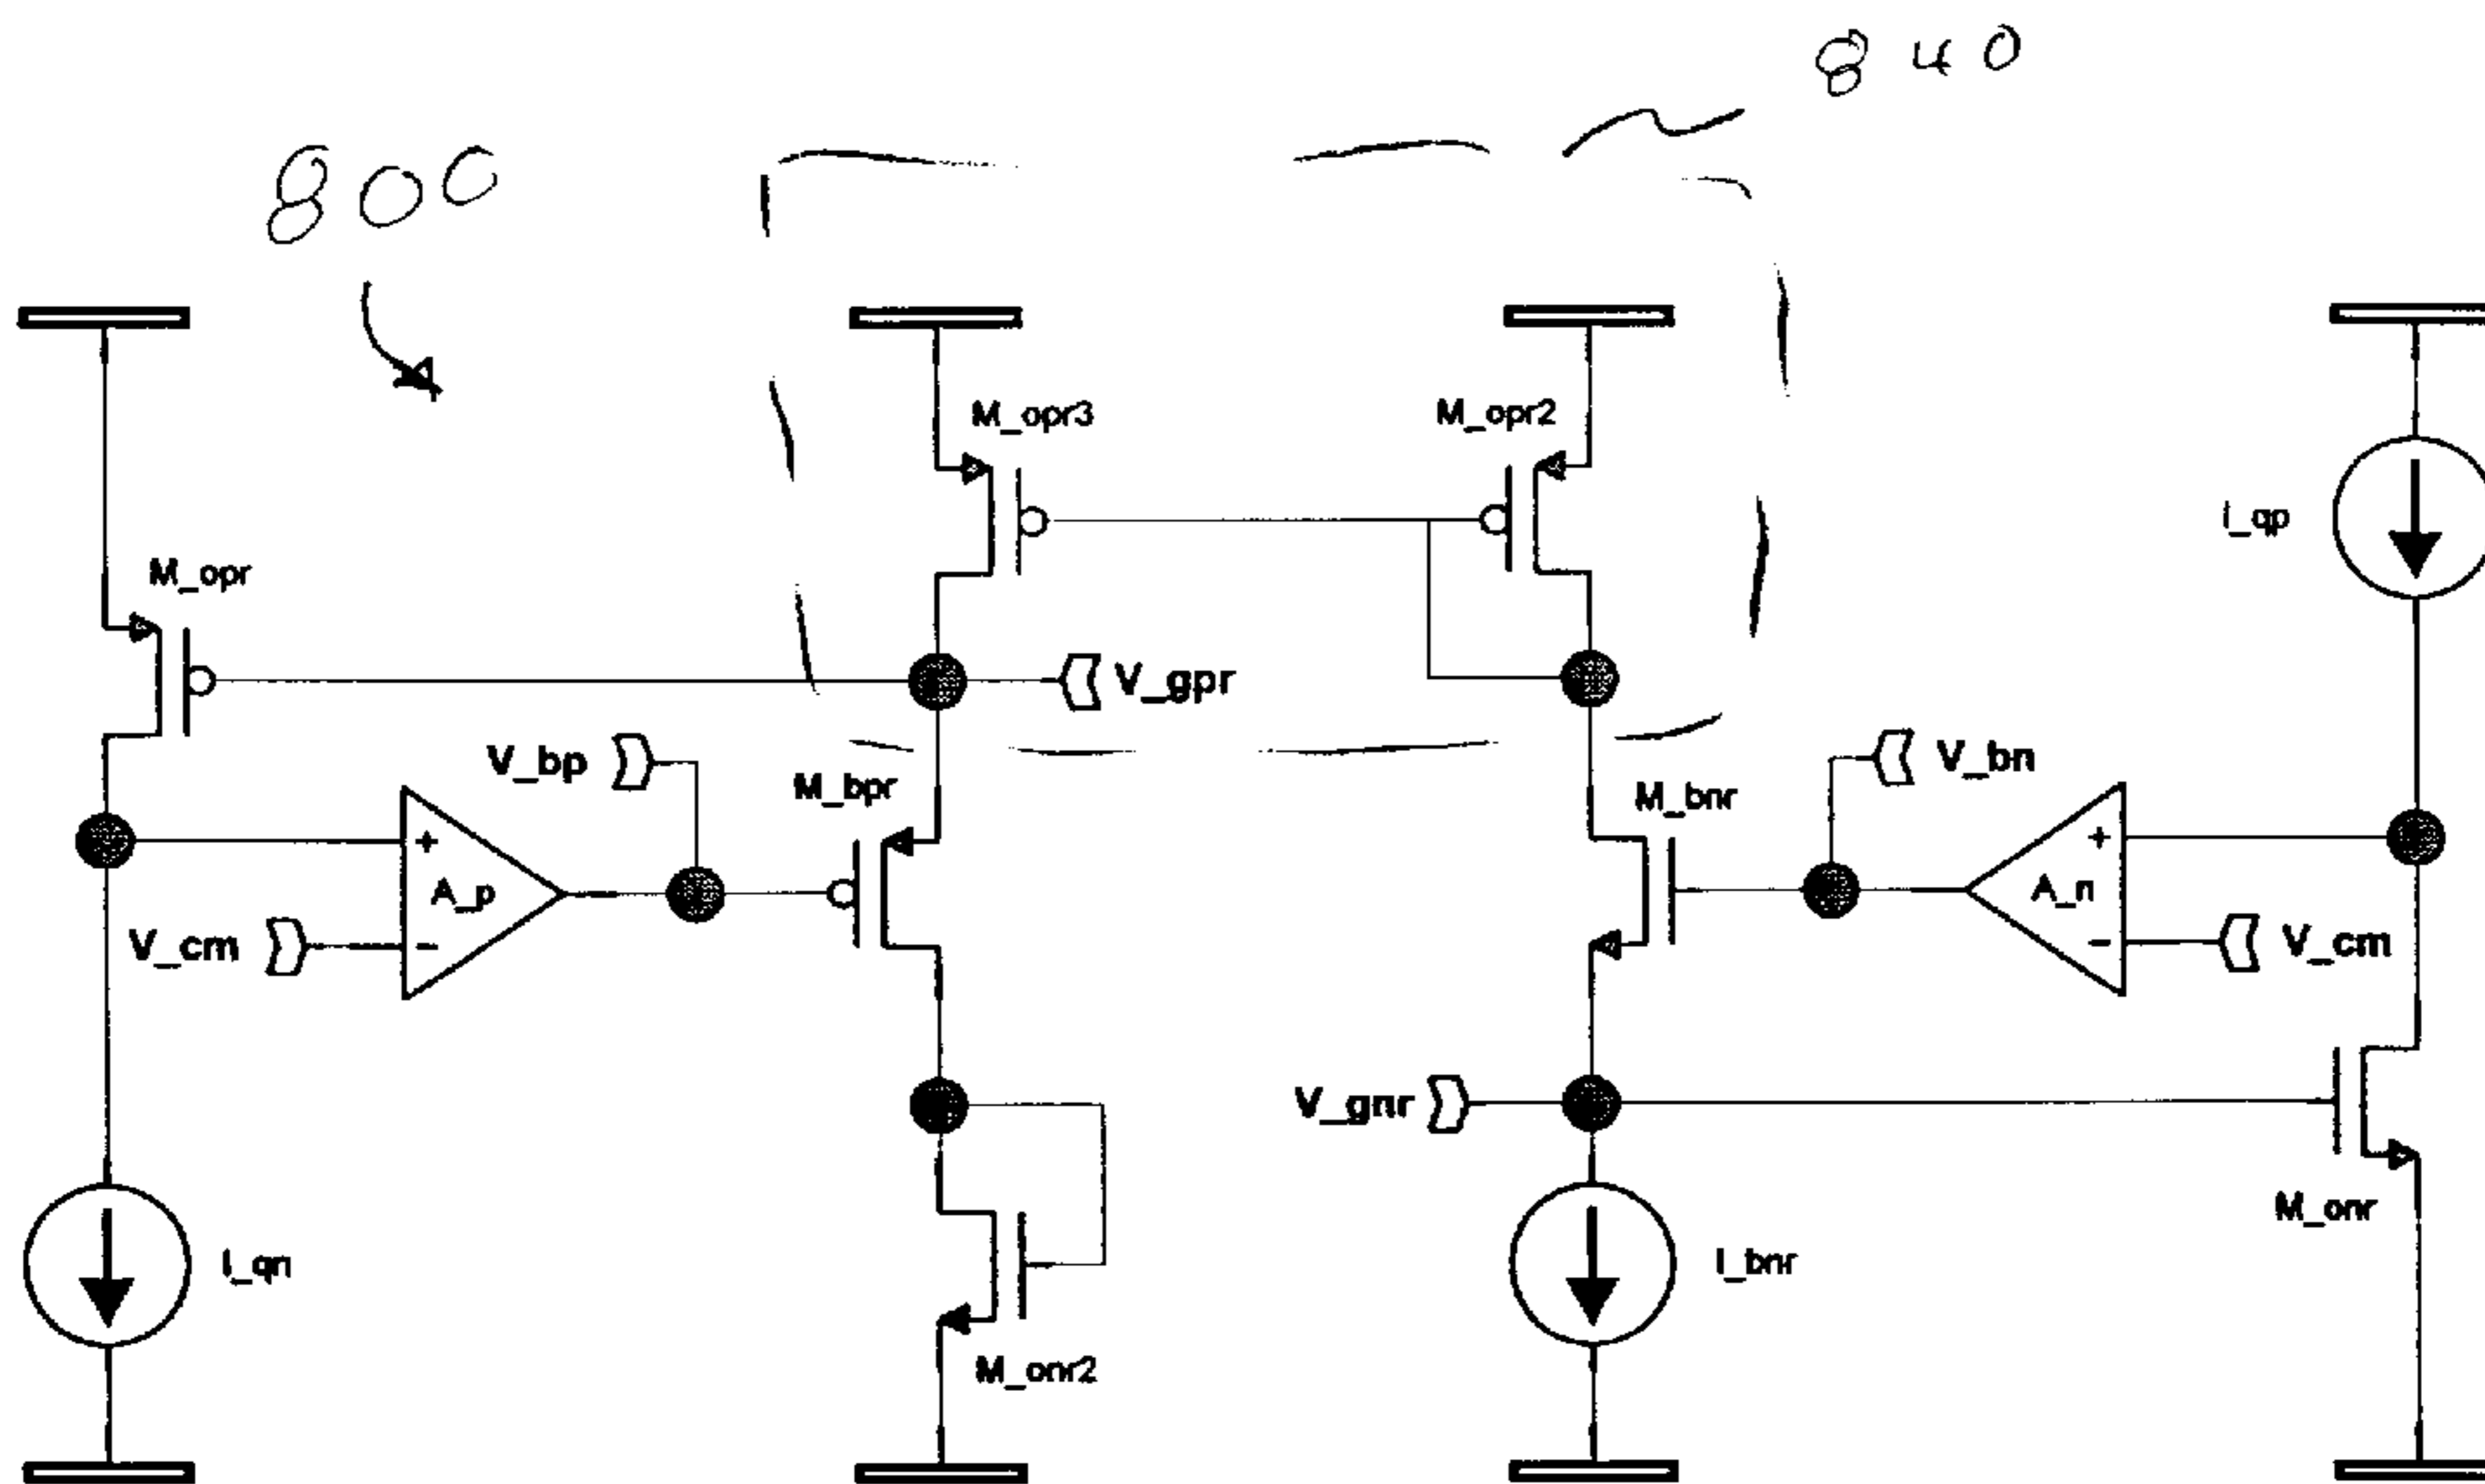 840
800
M_opr3
M_opr2
I_qp
M_opr
V_gpr
V_bp
V_bn
M_bpr
M_bnr
+
A_p
-
+
A_n
-
V_cm
V_cm
V_gnr
M_onr
I_qn
I_bnr
M_onr2